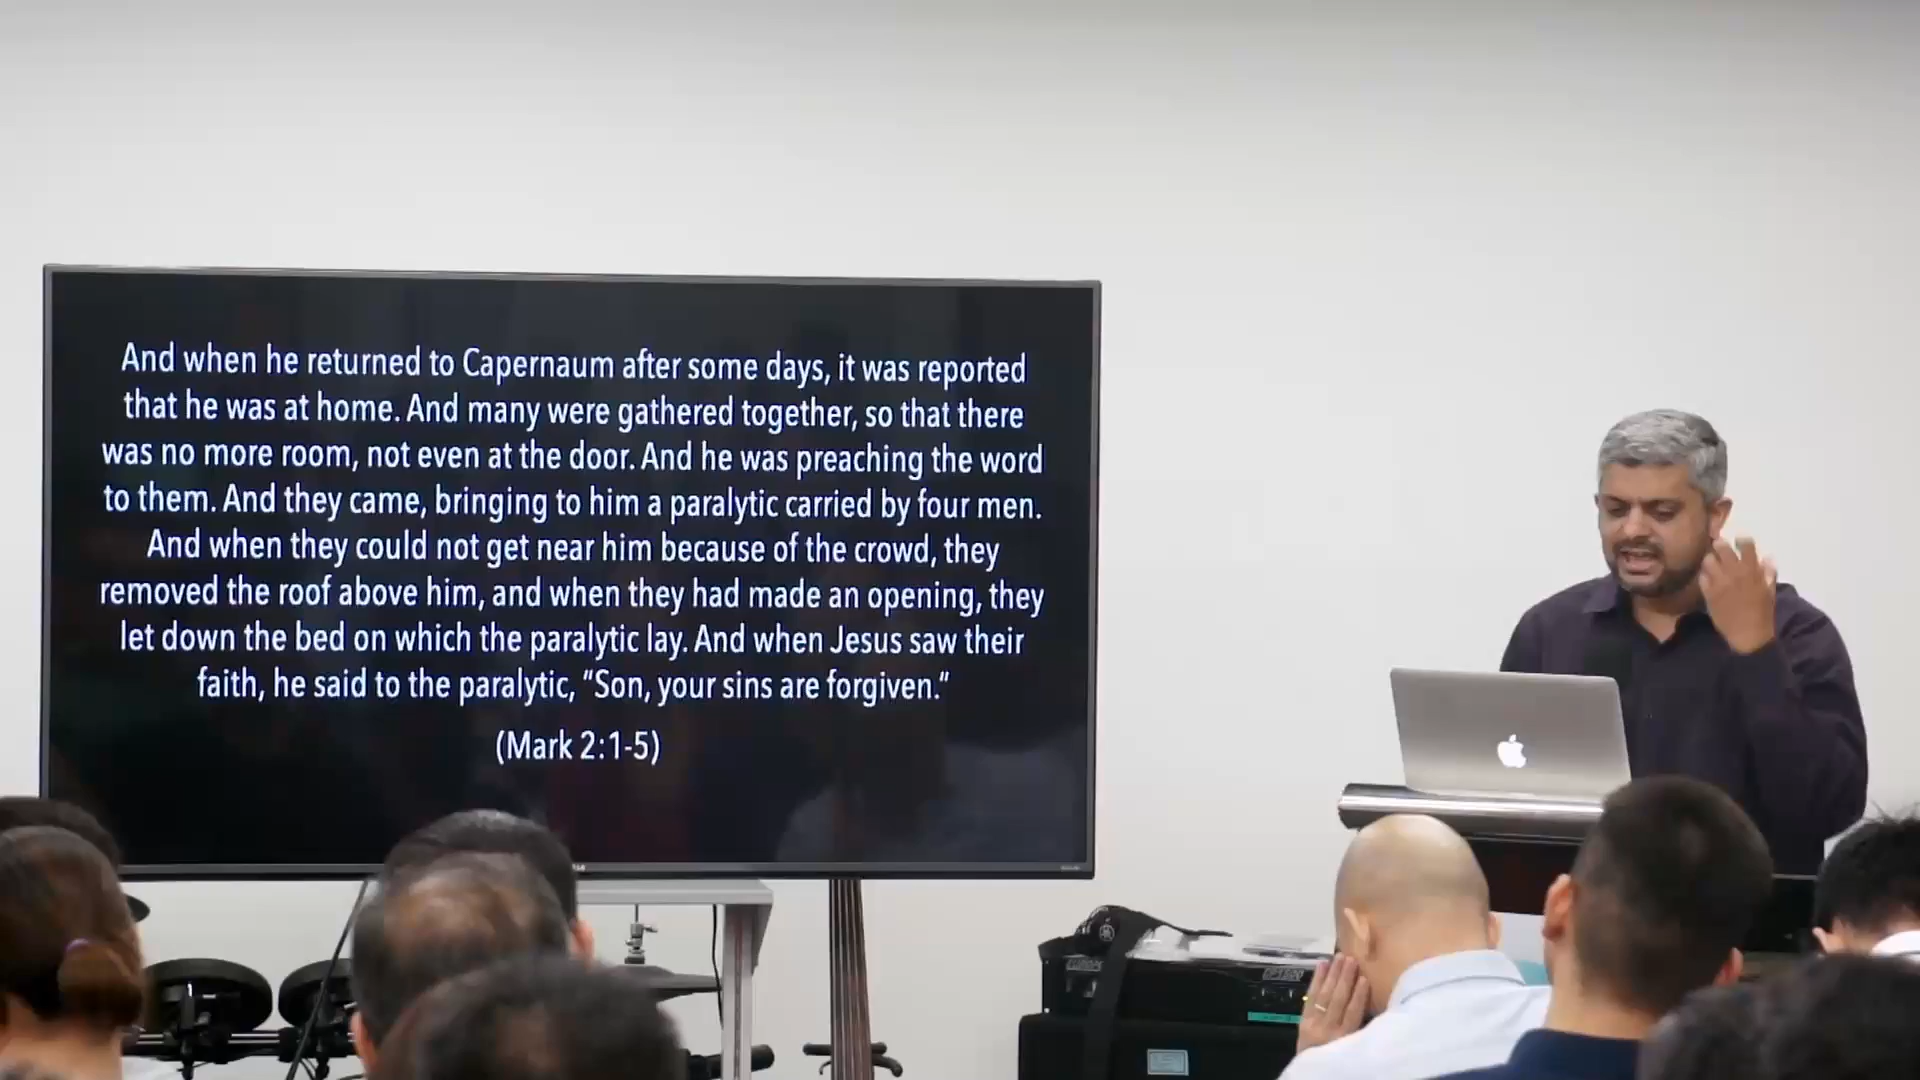 And when he returned to Capernaum after some days, it was reported
that he was at home. And many were gathered together, so that there
was no more room, not even at the door. And he was preaching the word
to them. And they came, bringing to him a paralytic carried by four men.
And when they could not get near him because of the crowd, they
removed the roof above him, and when they had made an opening, they
let down the bed on which the paralytic lay. And when Jesus saw their
faith, he said to the paralytic, “Son, your sins are forgiven.“
(Mark 2:1-5)